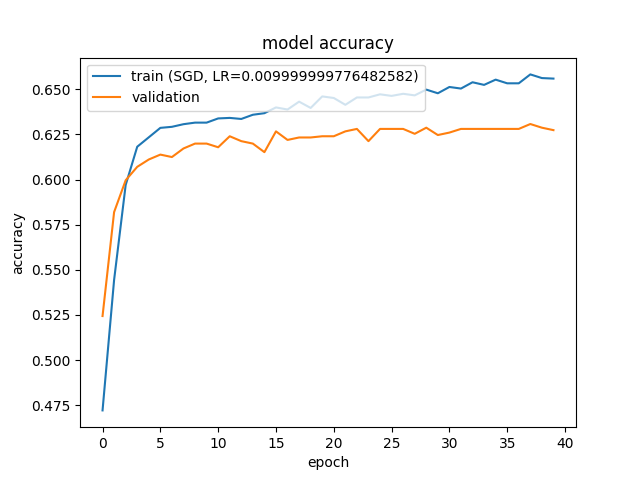 model accuracy
train (SGD, LR=0.009999999776482582)
validation
accuracy
0.650
0.625
0.600
0.575
0.550
0.525
0.500
0.475
0 5 10 15 20 25 30 35 40
epoch